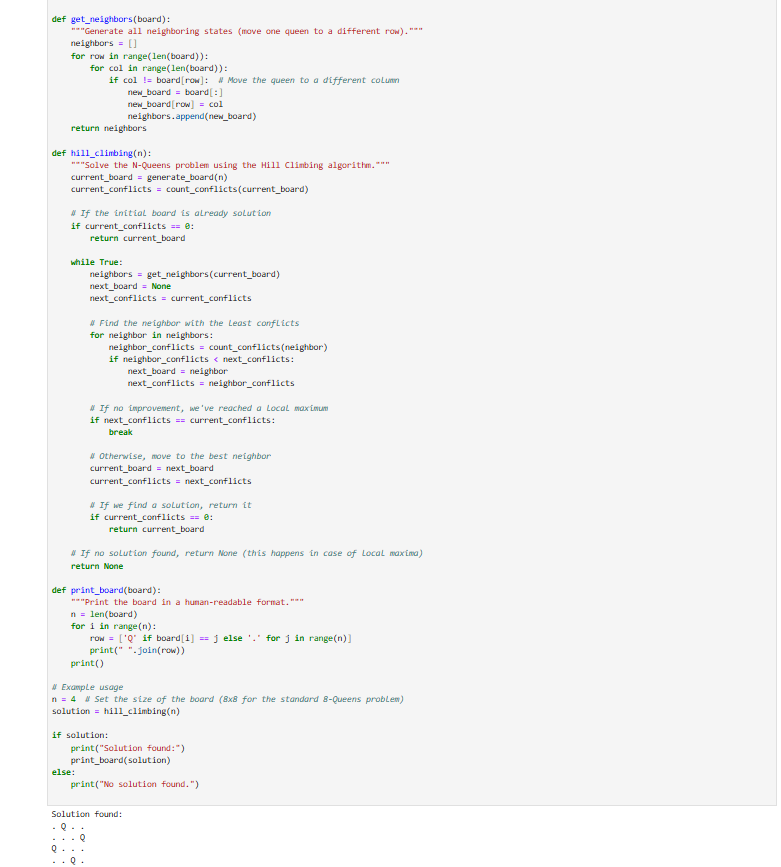 def get_neighbors(board):
    """Generate all neighboring states (move one queen to a different row)."""
    neighbors = []
    for row in range(len(board)):
        for col in range(len(board)):
            if col != board[row]:  # Move the queen to a different column
                new_board = board[:]
                new_board[row] = col
                neighbors.append(new_board)
    return neighbors

def hill_climbing(n):
    """Solve the N-Queens problem using the Hill Climbing algorithm."""
    current_board = generate_board(n)
    current_conflicts = count_conflicts(current_board)

    # If the initial board is already solution
    if current_conflicts == 0:
        return current_board

    while True:
        neighbors = get_neighbors(current_board)
        next_board = None
        next_conflicts = current_conflicts

        # Find the neighbor with the least conflicts
        for neighbor in neighbors:
            neighbor_conflicts = count_conflicts(neighbor)
            if neighbor_conflicts < next_conflicts:
                next_board = neighbor
                next_conflicts = neighbor_conflicts

        # If no improvement, we've reached a local maximum
        if next_conflicts == current_conflicts:
            break

        # Otherwise, move to the best neighbor
        current_board = next_board
        current_conflicts = next_conflicts

        # If we find a solution, return it
        if current_conflicts == 0:
            return current_board

    # If no solution found, return None (this happens in case of local maxima)
    return None

def print_board(board):
    """Print the board in a human-readable format."""
    n = len(board)
    for i in range(n):
        row = ['Q' if board[i] == j else '.' for j in range(n)]
        print(" ".join(row))
    print()

# Example usage
n = 4  # Set the size of the board (8x8 for the standard 8-Queens problem)
solution = hill_climbing(n)

if solution:
    print("Solution found:")
    print_board(solution)
else:
    print("No solution found.")

Solution found:
. Q . .
. . . Q
Q . . .
. . Q .